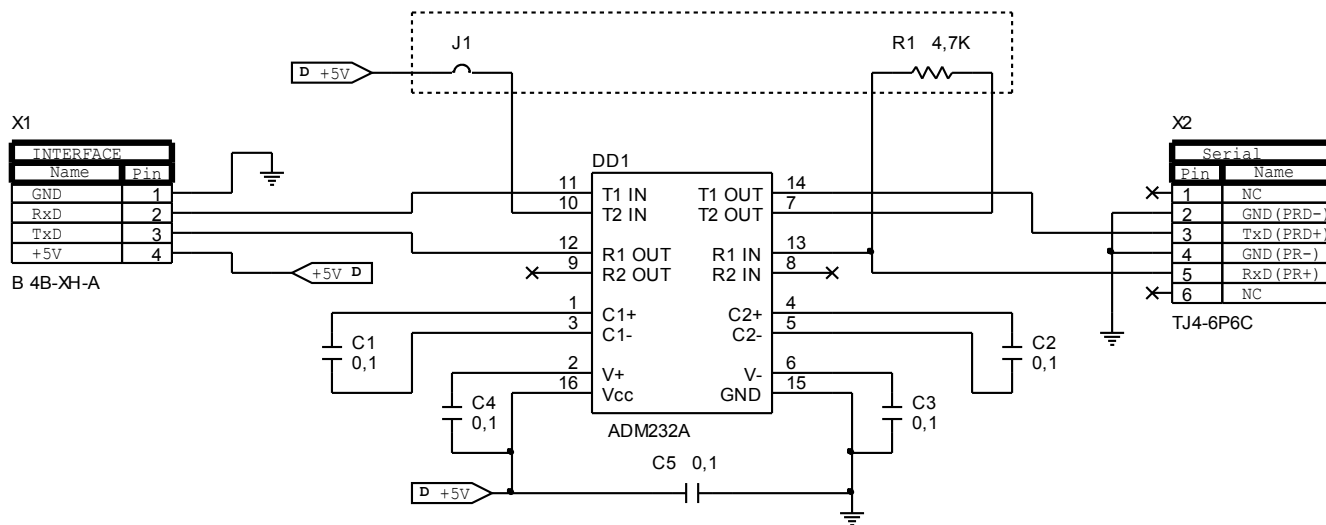 J1
R1 4,7K
D +5V
X1
INTERFACE
Name Pin
GND 1
RxD 2
TxD 3
+5V 4
B 4B-XH-A
+5V D
DD1
11 T1 IN T1 OUT 14
10 T2 IN T2 OUT 7
12 R1 OUT R1 IN 13
9 R2 OUT R2 IN 8
1 C1+ C2+ 4
3 C1- C2- 5
2 V+ V- 6
16 Vcc GND 15
ADM232A
C1
0,1
C4
0,1
C3
0,1
C2
0,1
C5 0,1
D +5V
X2
Serial
Pin Name
1 NC
2 GND(PRD-)
3 TxD(PRD+)
4 GND(PR-)
5 RxD(PR+)
6 NC
TJ4-6P6C